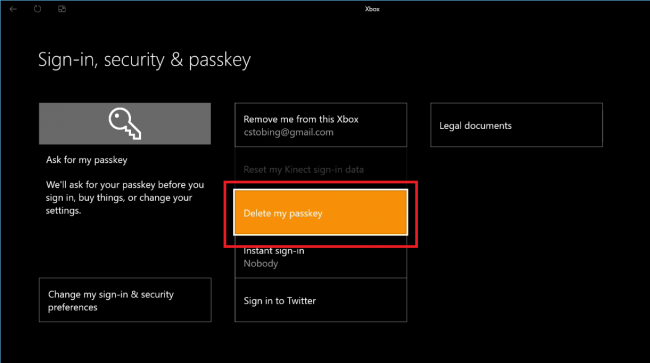 Xbox
Sign-in, security & passkey
Ask for my passkey
We'll ask for your passkey before you
sign in, buy things, or change your
settings.
Change my sign-in & security
preferences
Remove me from this Xbox
cstobing@gmail.com
Reset my Kinect sign-in data
Delete my passkey
Instant sign-in
Nobody
Sign in to Twitter
Legal documents